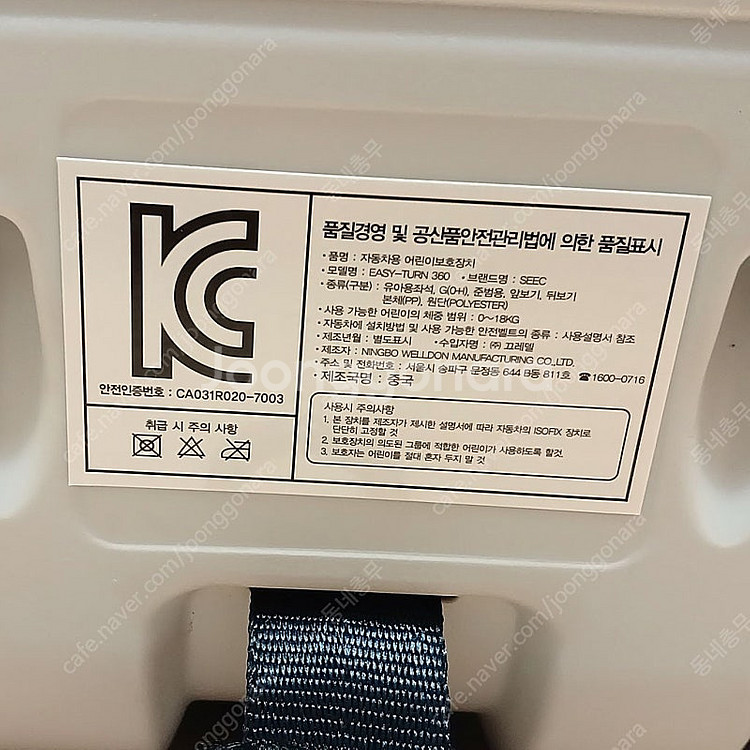 KC
안전인증번호 : CA031R020-7003
취급 시 주의 사항
품질경영 및 공산품안전관리법에 의한 품질표시
• 품명 : 자동차용 어린이보호장치
• 모델명 : EASY-TURN 360 • 브랜드명 : SEEC
• 종류(구분) : 유아용좌석, G(0+I), 준범용, 앞보기, 뒤보기
본체(PP), 원단(POLYESTER)
• 사용 가능한 어린이의 체중 범위 : 0~18KG
• 자동차에 설치방법 및 사용 가능한 안전벨트의 종류 : 사용설명서 참조
• 제조년월 : 별도표시 • 수입자명 : ㈜ 끄레델
• 제조자 : NINGBO WELLDON MANUFACTURING CO.,LTD.
• 주소 및 전화번호 : 서울시 송파구 문정동 644 B동 811호 ☎1600-0716
• 제조국명 : 중국
사용시 주의사항
1. 본 장치를 제조자가 제시한 설명서에 따라 자동차의 ISOFIX 장치로
단단히 고정할 것
2. 보호장치의 의도된 그룹에 적합한 어린이가 사용하도록 할것.
3. 보호자는 어린이를 절대 혼자 두지 말 것
Joonggonara
cafe.naver.com/joonggonara
동네총무